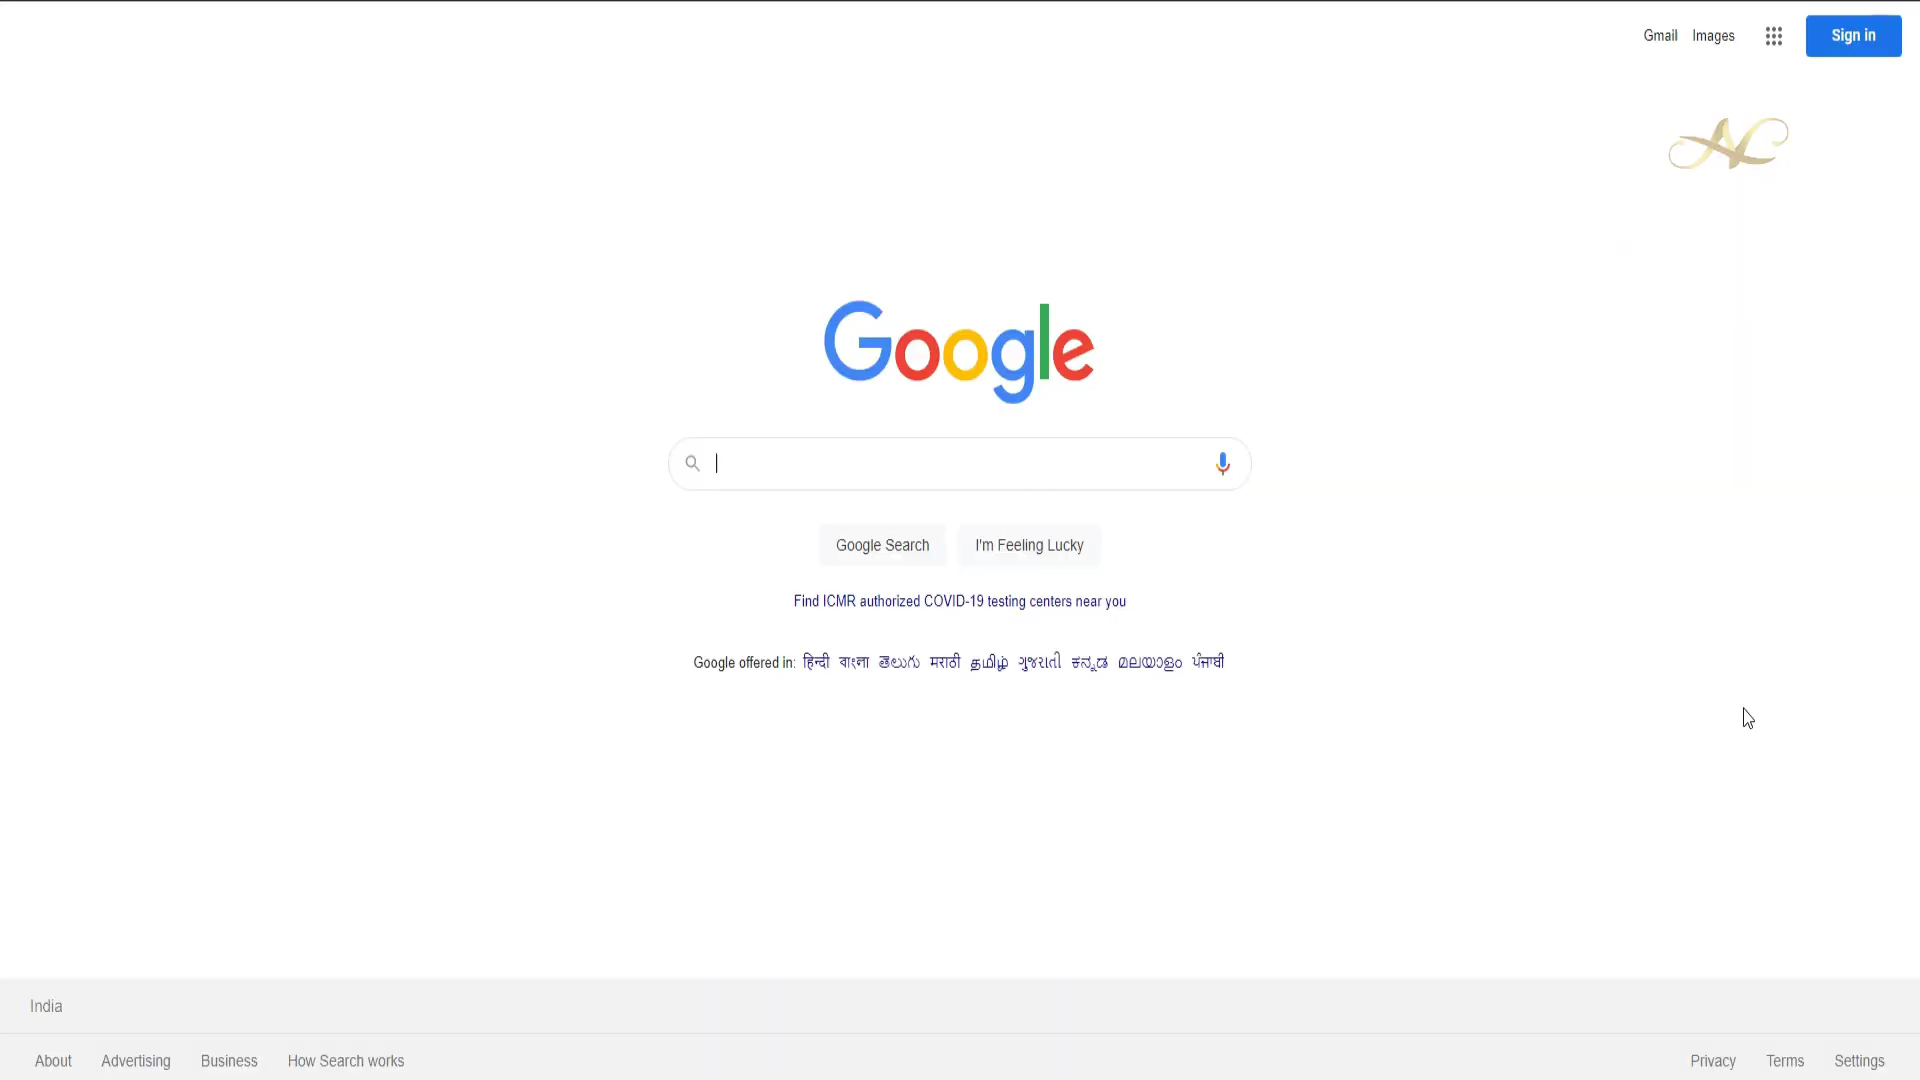 Gmail Images Sign in
AC
Google
Google Search I'm Feeling Lucky
Find ICMR authorized COVID-19 testing centers near you
Google offered in: हिन्दी বাংলা తెలుగు मराठी தமிழ் ગુજરાતી ಕನ್ನಡ മലയാളം ਪੰਜਾਬੀ
India
About Advertising Business How Search works Privacy Terms Settings